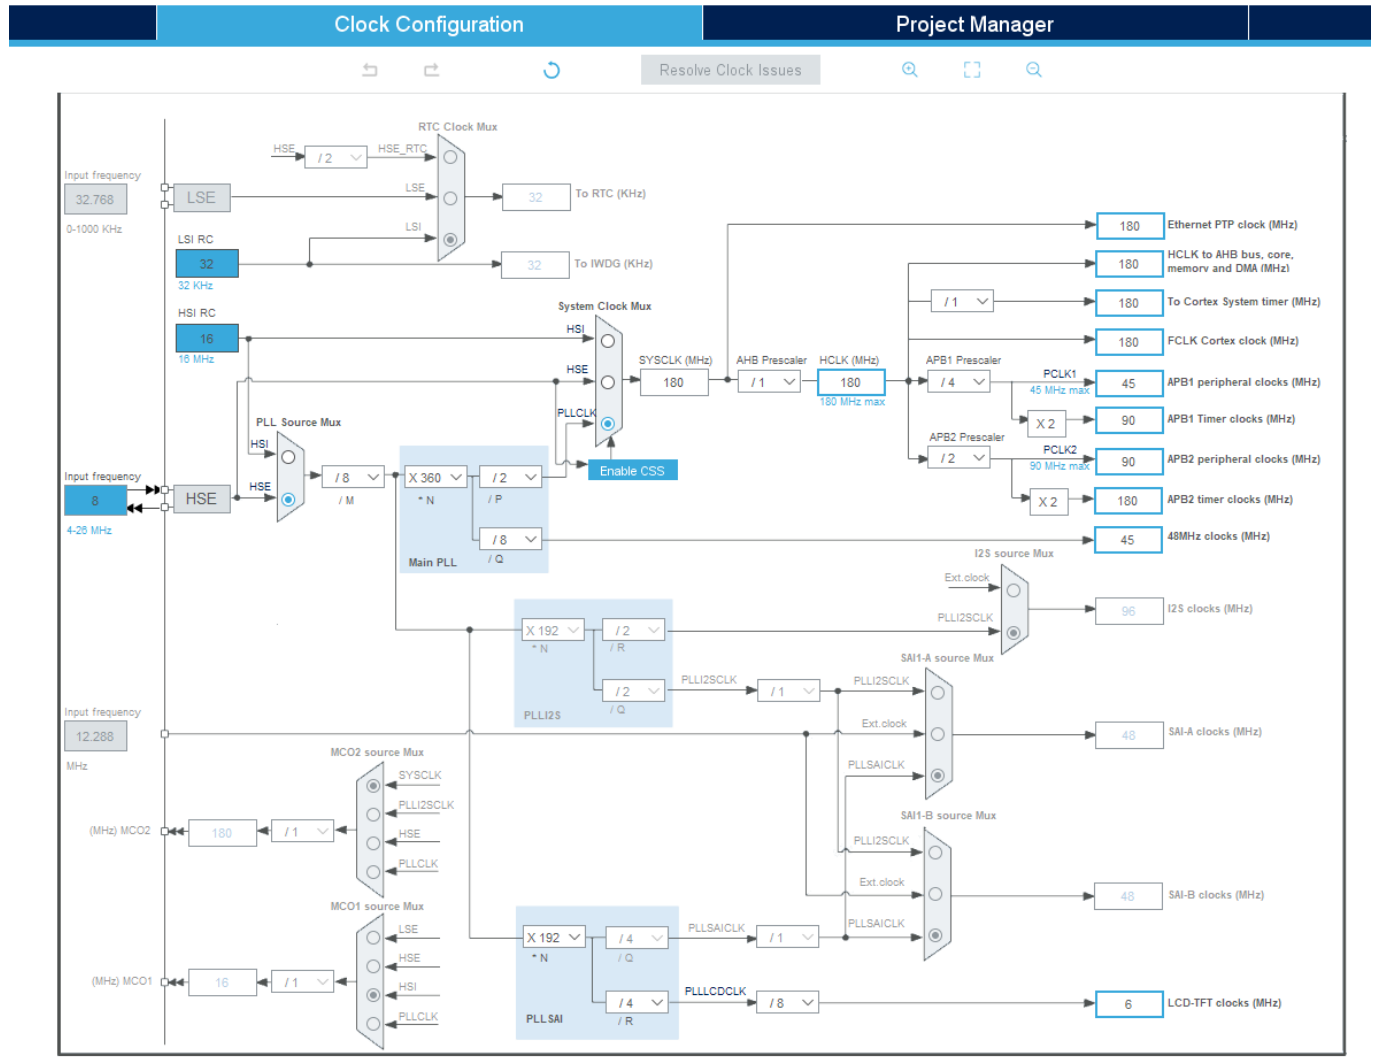 Clock Configuration
Project Manager
Resolve Clock Issues
RTC Clock Mux
HSE
/ 2
HSE_RTC
Input frequency
32.768
0-1000 KHz
LSE
LSE
32
To RTC (KHz)
LSI
LSI RC
32
32 KHz
32
To IWDG (KHz)
180
Ethernet PTP clock (MHz)
180
HCLK to AHB bus, core,
memory and DMA (MHz)
/ 1
180
To Cortex System timer (MHz)
HSI RC
16
16 MHz
System Clock Mux
HSI
180
FCLK Cortex clock (MHz)
HSE
SYSCLK (MHz)
180
AHB Prescaler
/ 1
HCLK (MHz)
180
180 MHz max
APB1 Prescaler
/ 4
PCLK1
45 MHz max
45
APB1 peripheral clocks (MHz)
PLLCLK
X 2
90
APB1 Timer clocks (MHz)
PLL Source Mux
HSI
APB2 Prescaler
/ 2
PCLK2
90 MHz max
90
APB2 peripheral clocks (MHz)
Enable CSS
X 2
180
APB2 timer clocks (MHz)
Input frequency
8
4-26 MHz
HSE
HSE
/ 8
/ M
X 360
* N
/ 2
/ P
/ 8
/ Q
Main PLL
45
48MHz clocks (MHz)
I2S source Mux
Ext.clock
PLLI2SCLK
96
I2S clocks (MHz)
X 192
* N
/ 2
/ R
/ 2
/ Q
PLLI2S
PLLI2SCLK
/ 1
SAI1-A source Mux
PLLI2SCLK
Ext.clock
PLLSAICLK
48
SAI-A clocks (MHz)
Input frequency
12.288
MHz
MCO2 source Mux
SYSCLK
PLLI2SCLK
HSE
PLLCLK
(MHz) MCO2
180
/ 1
SAI1-B source Mux
PLLI2SCLK
Ext.clock
PLLSAICLK
48
SAI-B clocks (MHz)
MCO1 source Mux
LSE
HSE
HSI
PLLCLK
(MHz) MCO1
16
/ 1
X 192
* N
/ 4
/ Q
PLLSAICLK
/ 1
/ 4
/ R
PLLSAI
PLLLCDCLK
/ 8
6
LCD-TFT clocks (MHz)